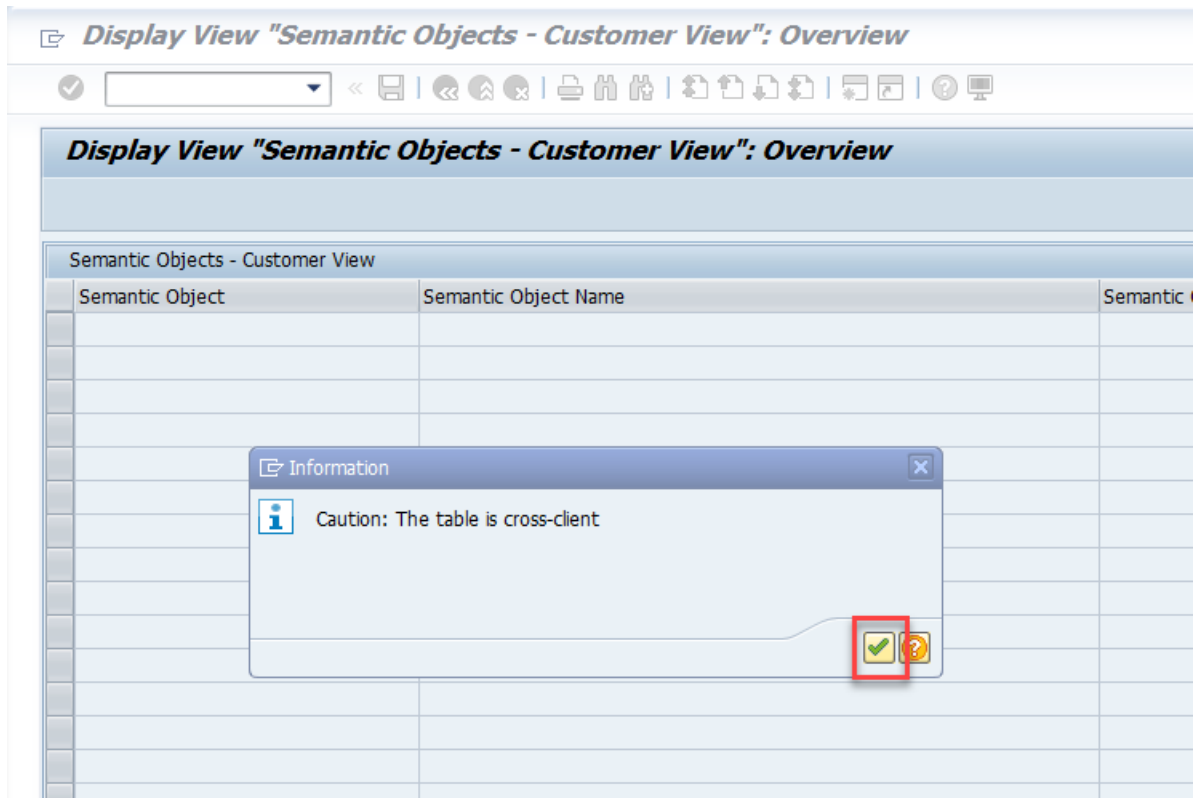 Display View "Semantic Objects - Customer View": Overview
Display View "Semantic Objects - Customer View": Overview
Semantic Objects - Customer View
Semantic Object Semantic Object Name Semantic
Information
Caution: The table is cross-client